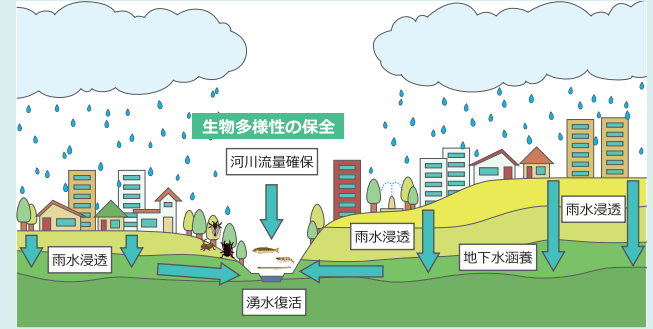 生物多様性の保全
河川流量確保
雨水浸透
雨水浸透
雨水浸透
地下水涵養
湧水復活